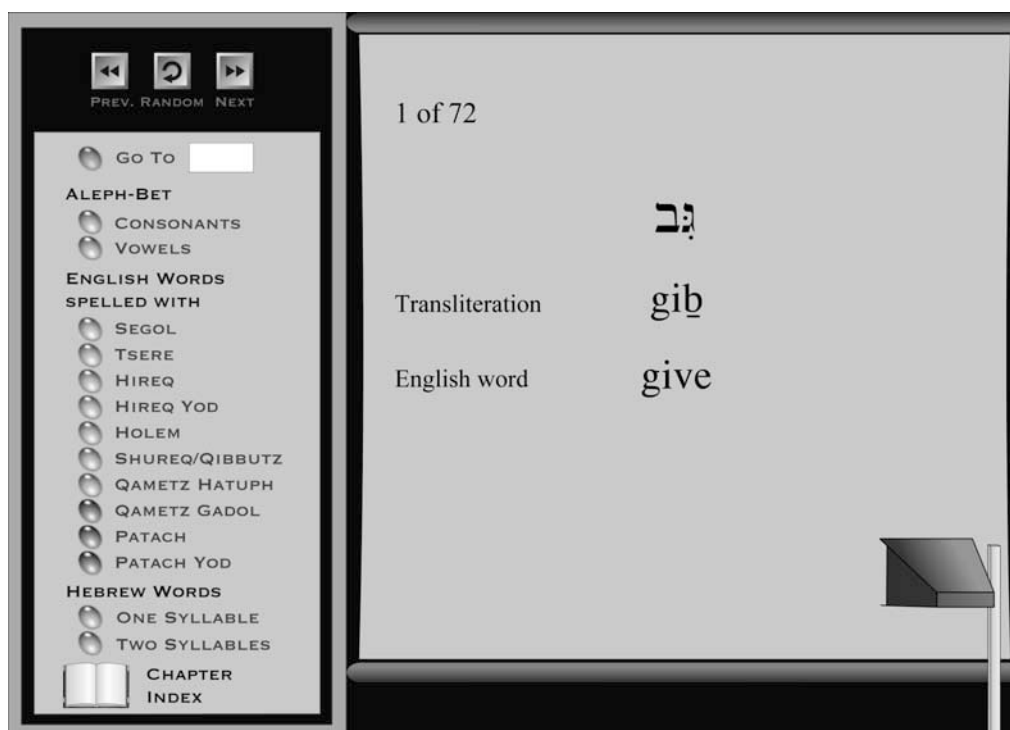 PREV. RANDOM NEXT
GO TO
ALEPH-BET
CONSONANTS
VOWELS
ENGLISH WORDS
SPELLED WITH
SEGOL
TSERE
HIREQ
HIREQ YOD
HOLEM
SHUREQ/QIBBUTZ
QAMETZ HATUPH
QAMETZ GADOL
PATACH
PATACH YOD
HEBREW WORDS
ONE SYLLABLE
TWO SYLLABLES
CHAPTER
INDEX
1 of 72
גִּב
Transliteration giḇ
English word give